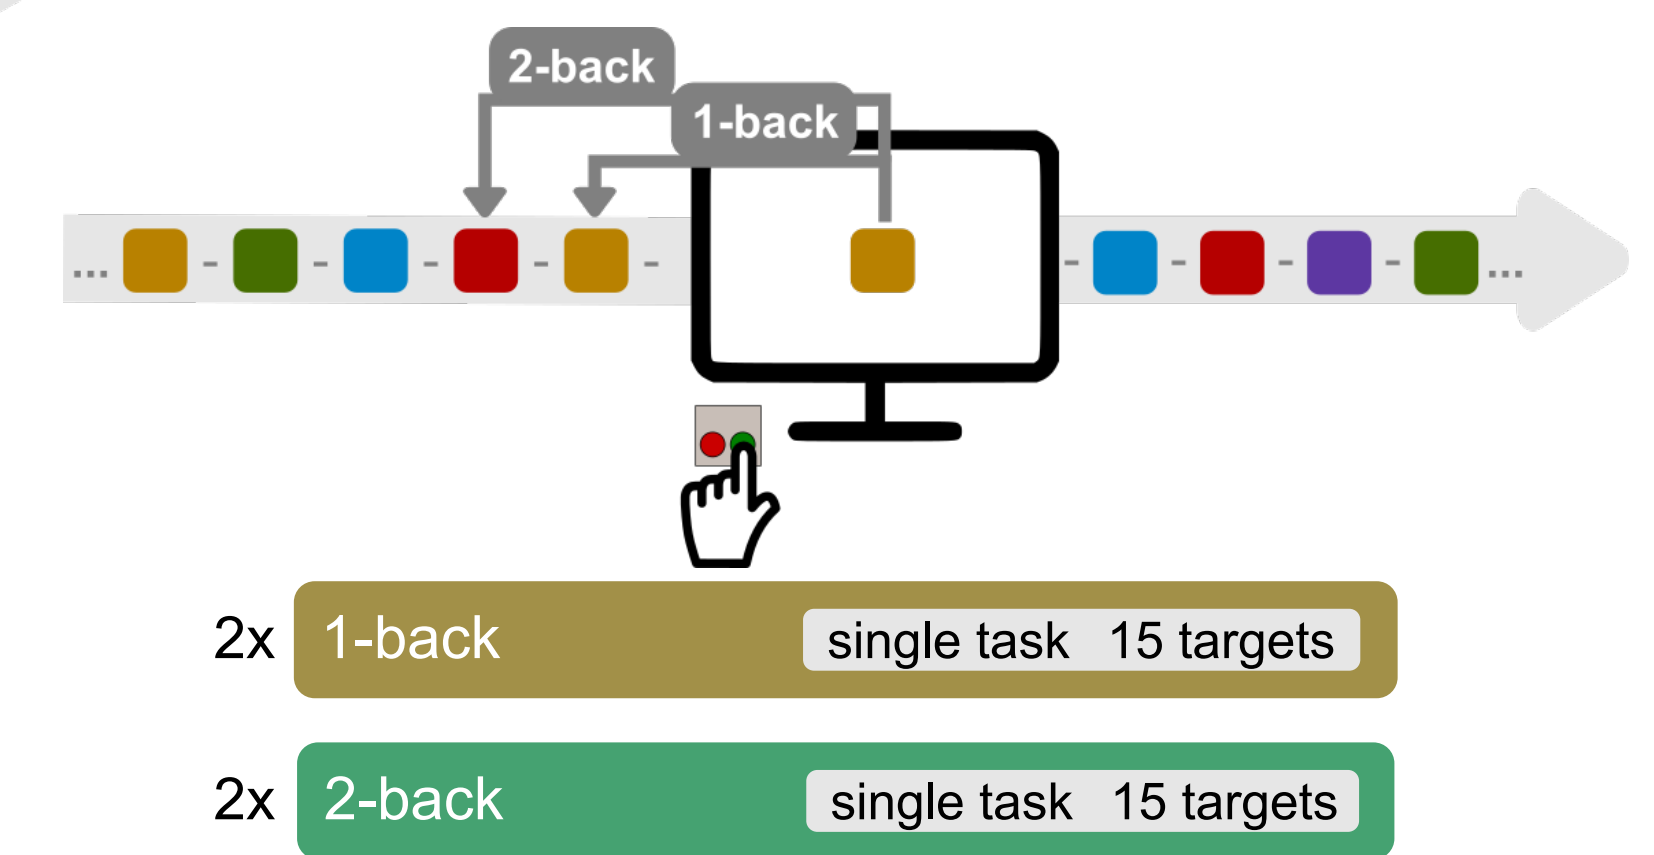 2-back
1-back
... - - - - - - - - - ...
2x 1-back single task 15 targets
2x 2-back single task 15 targets